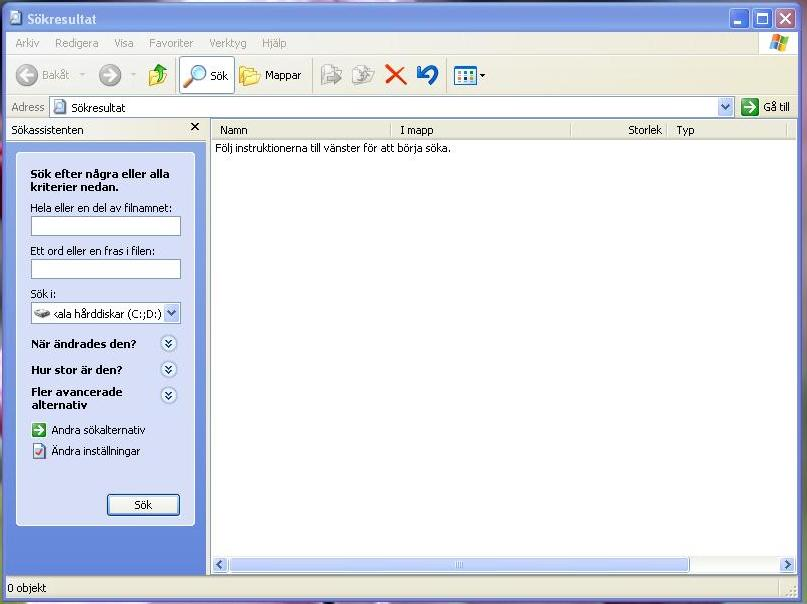 Sökresultat
Arkiv Redigera Visa Favoriter Verktyg Hjälp
Bakåt Sök Mappar
Adress Sökresultat Gå till
Sökassistenten
Namn I mapp Storlek Typ
Följ instruktionerna till vänster för att börja söka.
Sök efter några eller alla
kriterier nedan.
Hela eller en del av filnamnet:
Ett ord eller en fras i filen:
Sök i:
kala hårddiskar (C:;D:)
När ändrades den?
Hur stor är den?
Fler avancerade
alternativ
Andra sökalternativ
Ändra inställningar
Sök
0 objekt